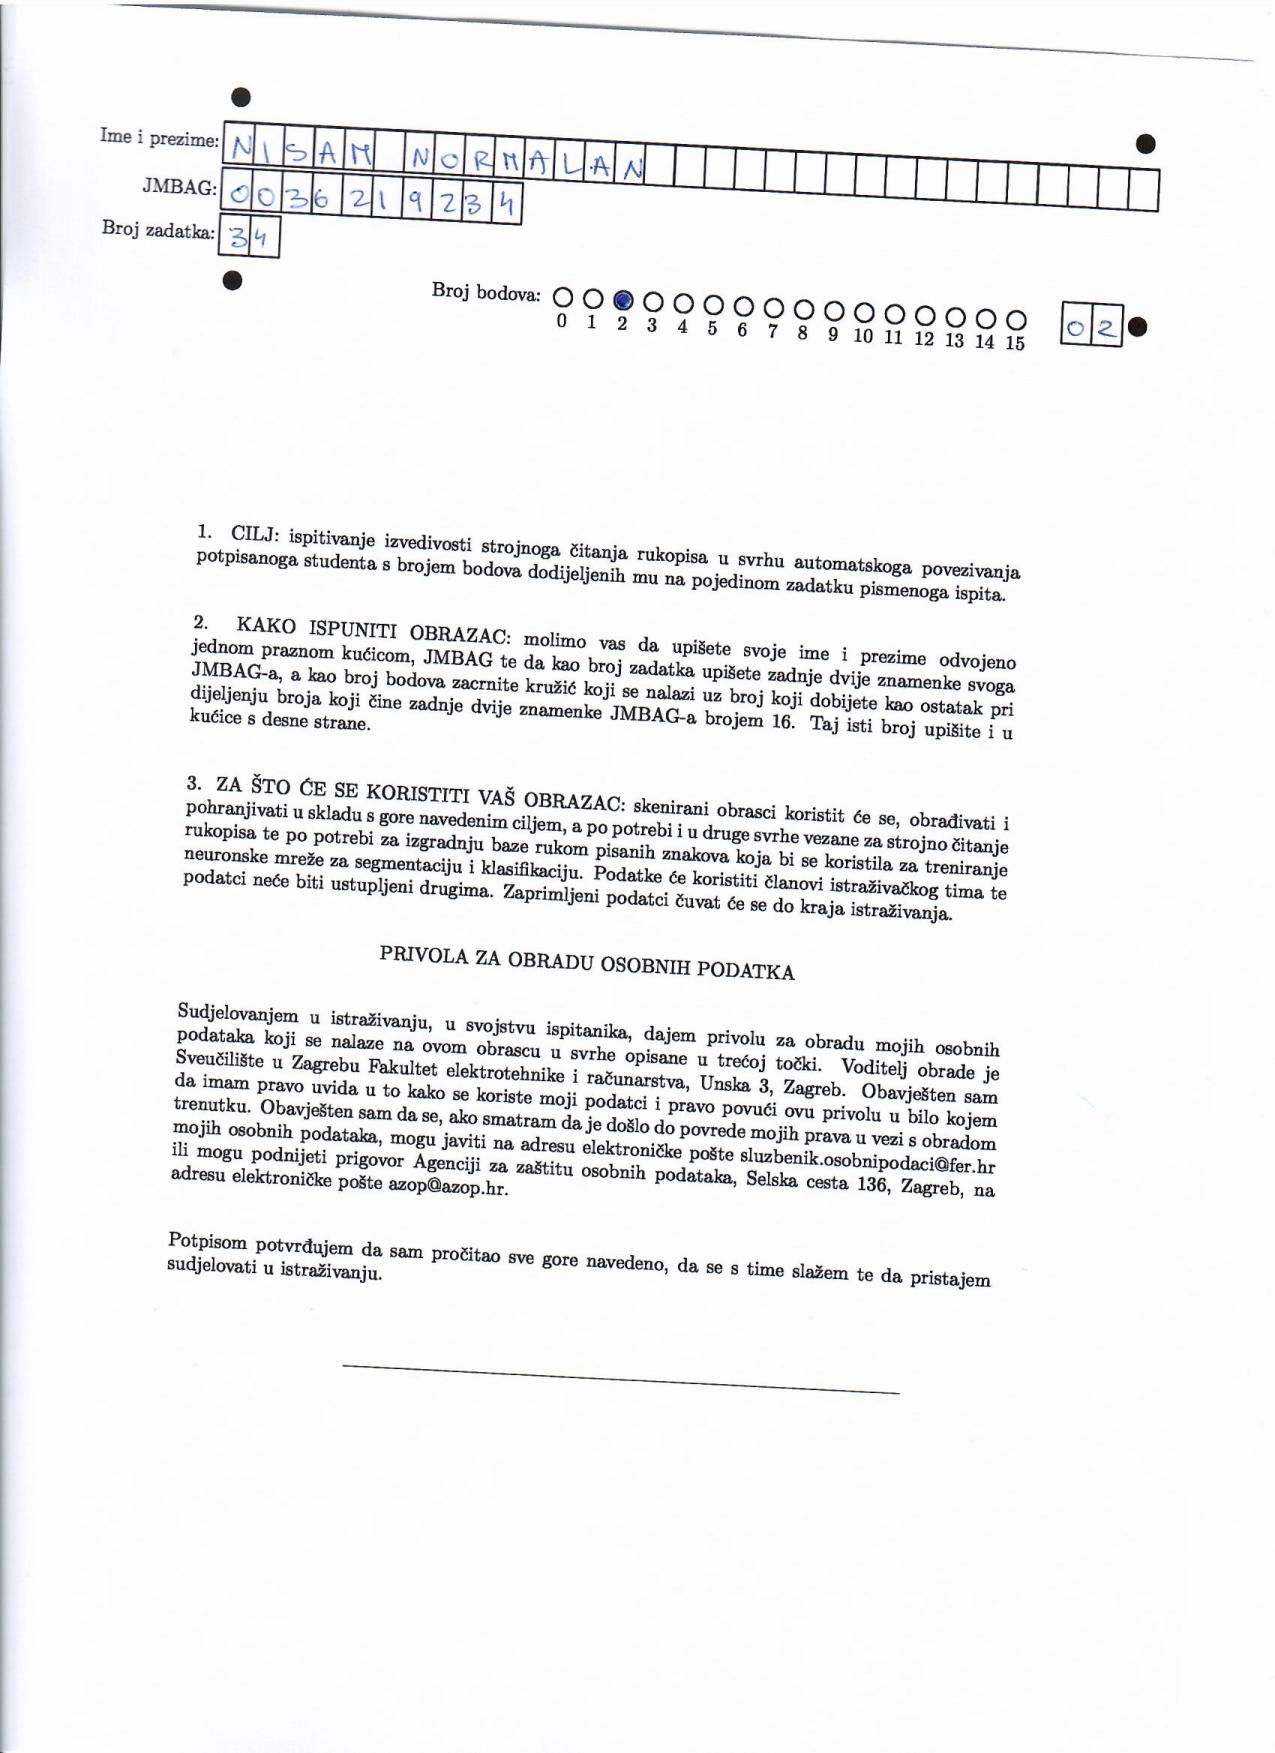 Ime i prezime: NISAM NORMALAN
JMBAG: 0036219234
Broj zadatka: 34
Broj bodova: 0 1 2 3 4 5 6 7 8 9 10 11 12 13 14 15 02
1. CILJ: ispitivanje izvedivosti strojnoga čitanja rukopisa u svrhu automatskoga povezivanja
potpisanoga studenta s brojem bodova dodijeljenih mu na pojedinom zadatku pismenoga ispita.
2. KAKO ISPUNITI OBRAZAC: molimo vas da upišete svoje ime i prezime odvojeno
jednom praznom kućicom, JMBAG te da kao broj zadatka upišete zadnje dvije znamenke svoga
JMBAG-a, a kao broj bodova zacrnite kružić koji se nalazi uz broj koji dobijete kao ostatak pri
dijeljenju broja koji čine zadnje dvije znamenke JMBAG-a brojem 16. Taj isti broj upišite i u
kućice s desne strane.
3. ZA ŠTO ĆE SE KORISTITI VAŠ OBRAZAC: skenirani obrasci koristit će se, obrađivati i
pohranjivati u skladu s gore navedenim ciljem, a po potrebi i u druge svrhe vezane za strojno čitanje
rukopisa te po potrebi za izgradnju baze rukom pisanih znakova koja bi se koristila za treniranje
neuronske mreže za segmentaciju i klasifikaciju. Podatke će koristiti članovi istraživačkog tima te
podatci neće biti ustupljeni drugima. Zaprimljeni podatci čuvat će se do kraja istraživanja.
PRIVOLA ZA OBRADU OSOBNIH PODATKA
Sudjelovanjem u istraživanju, u svojstvu ispitanika, dajem privolu za obradu mojih osobnih
podataka koji se nalaze na ovom obrascu u svrhe opisane u trećoj točki. Voditelj obrade je
Sveučilište u Zagrebu Fakultet elektrotehnike i računarstva, Unska 3, Zagreb. Obavješten sam
da imam pravo uvida u to kako se koriste moji podatci i pravo povući ovu privolu u bilo kojem
trenutku. Obavješten sam da se, ako smatram da je došlo do povrede mojih prava u vezi s obradom
mojih osobnih podataka, mogu javiti na adresu elektroničke pošte sluzbenik.osobnipodaci@fer.hr
ili mogu podnijeti prigovor Agenciji za zaštitu osobnih podataka, Selska cesta 136, Zagreb, na
adresu elektroničke pošte azop@azop.hr.
Potpisom potvrđujem da sam pročitao sve gore navedeno, da se s time slažem te da pristajem
sudjelovati u istraživanju.